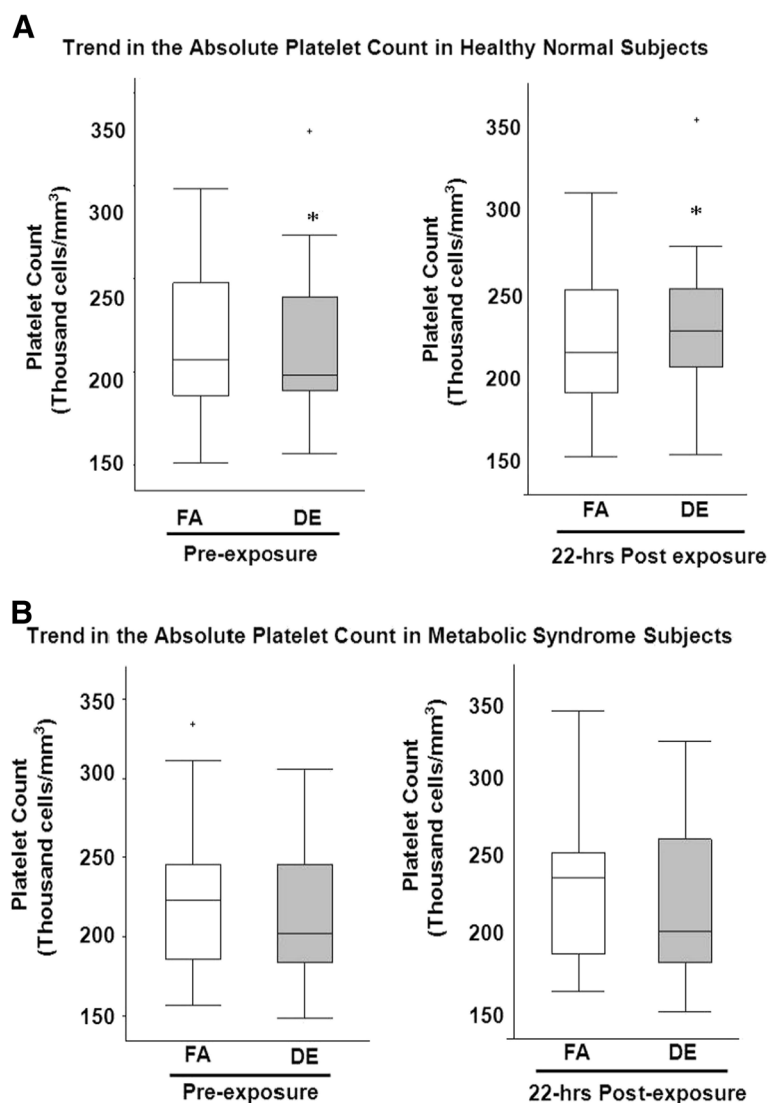 A
Trend in the Absolute Platelet Count in Healthy Normal Subjects
Platelet Count
(Thousand cells/mm³)
350
300
250
200
150
*
FA DE
Pre-exposure
Platelet Count
(Thousand cells/mm³)
350
300
250
200
150
*
FA DE
22-hrs Post exposure
B
Trend in the Absolute Platelet Count in Metabolic Syndrome Subjects
Platelet Count
(Thousand cells/mm³)
350
300
250
200
150
FA DE
Pre-exposure
Platelet Count
(Thousand cells/mm³)
350
300
250
200
150
FA DE
22-hrs Post-exposure